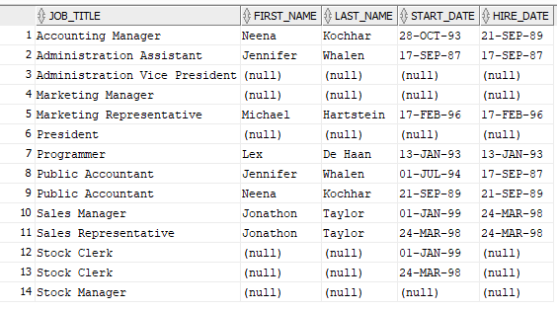 JOB_TITLE FIRST_NAME LAST_NAME START_DATE HIRE_DATE
1 Accounting Manager Neena Kochhar 28-OCT-93 21-SEP-89
2 Administration Assistant Jennifer Whalen 17-SEP-87 17-SEP-87
3 Administration Vice President (null) (null) (null) (null)
4 Marketing Manager (null) (null) (null) (null)
5 Marketing Representative Michael Hartstein 17-FEB-96 17-FEB-96
6 President (null) (null) (null) (null)
7 Programmer Lex De Haan 13-JAN-93 13-JAN-93
8 Public Accountant Jennifer Whalen 01-JUL-94 17-SEP-87
9 Public Accountant Neena Kochhar 21-SEP-89 21-SEP-89
10 Sales Manager Jonathon Taylor 01-JAN-99 24-MAR-98
11 Sales Representative Jonathon Taylor 24-MAR-98 24-MAR-98
12 Stock Clerk (null) (null) 01-JAN-99 (null)
13 Stock Clerk (null) (null) 24-MAR-98 (null)
14 Stock Manager (null) (null) (null) (null)